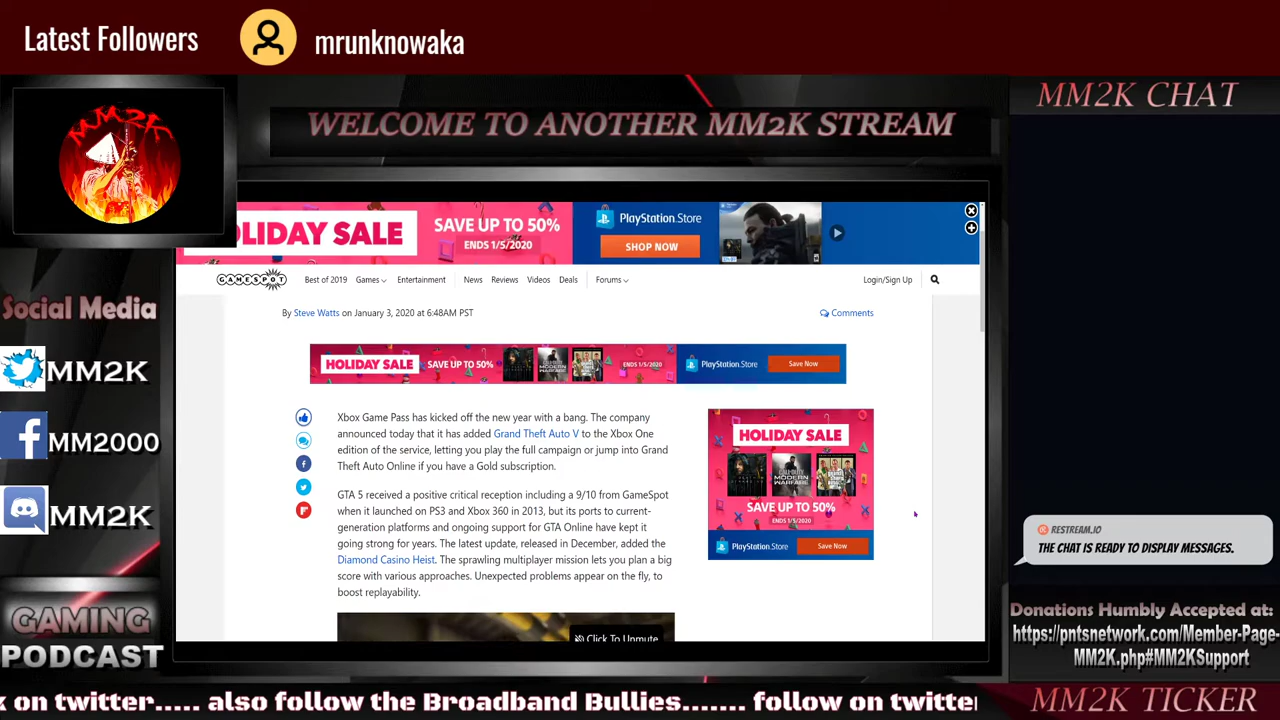 Latest Followers
mrunknowaka
MM2K
WELCOME TO ANOTHER MM2K STREAM
MM2K CHAT
OLIDAY SALE
SAVE UP TO 50%
ENDS 1/5/2020
PlayStation.Store
SHOP NOW
GAMESPOT
Best of 2019 Games Entertainment News Reviews Videos Deals Forums Login/Sign Up
By Steve Watts on January 3, 2020 at 6:48AM PST
Comments
HOLIDAY SALE SAVE UP TO 50% ENDS 1/5/2020 PlayStation.Store Save Now
Xbox Game Pass has kicked off the new year with a bang. The company
announced today that it has added Grand Theft Auto V to the Xbox One
edition of the service, letting you play the full campaign or jump into Grand
Theft Auto Online if you have a Gold subscription.
GTA 5 received a positive critical reception including a 9/10 from GameSpot
when it launched on PS3 and Xbox 360 in 2013, but its ports to current-
generation platforms and ongoing support for GTA Online have kept it
going strong for years. The latest update, released in December, added the
Diamond Casino Heist. The sprawling multiplayer mission lets you plan a big
score with various approaches. Unexpected problems appear on the fly, to
boost replayability.
Click To Unmute
HOLIDAY SALE
SAVE UP TO 50%
ENDS 1/5/2020
PlayStation.Store Save Now
Social Media
MM2K
MM2000
MM2K
GAMING
PODCAST
RESTREAM.IO
THE CHAT IS READY TO DISPLAY MESSAGES.
Donations Humbly Accepted at:
https://pntsnetwork.com/Member-Page-
MM2K.php#MM2KSupport
k on twitter..... also follow the Broadband Bullies....... follow on twitte
MM2K TICKER